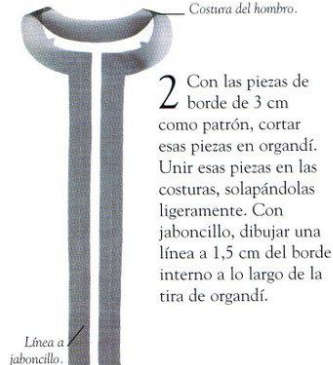 Costura del hombro.
2 Con las piezas de
borde de 3 cm
como patrón, cortar
esas piezas en organdí.
Unir esas piezas en las
costuras, solapándolas
ligeramente. Con
jaboncillo, dibujar una
línea a 1,5 cm del borde
interno a lo largo de la
tira de organdí.
Línea a
jaboncillo.